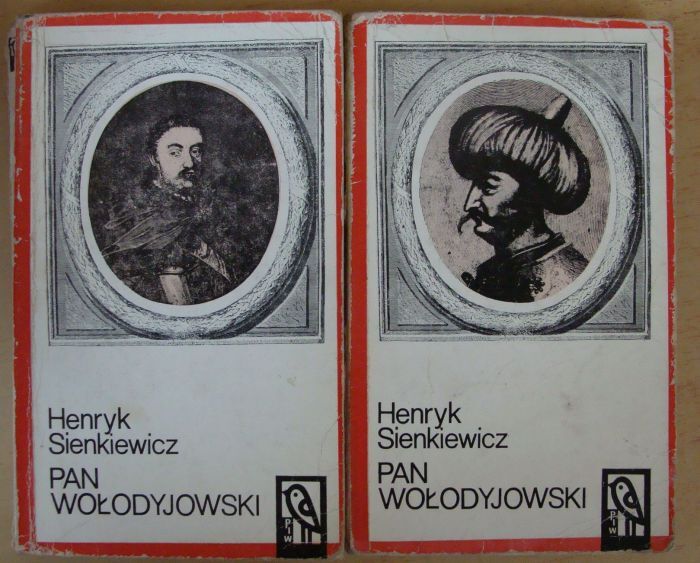 Henryk
Sienkiewicz
PAN
WOŁODYJOWSKI
PIW
Henryk
Sienkiewicz
PAN
WOŁODYJOWSKI
PIW